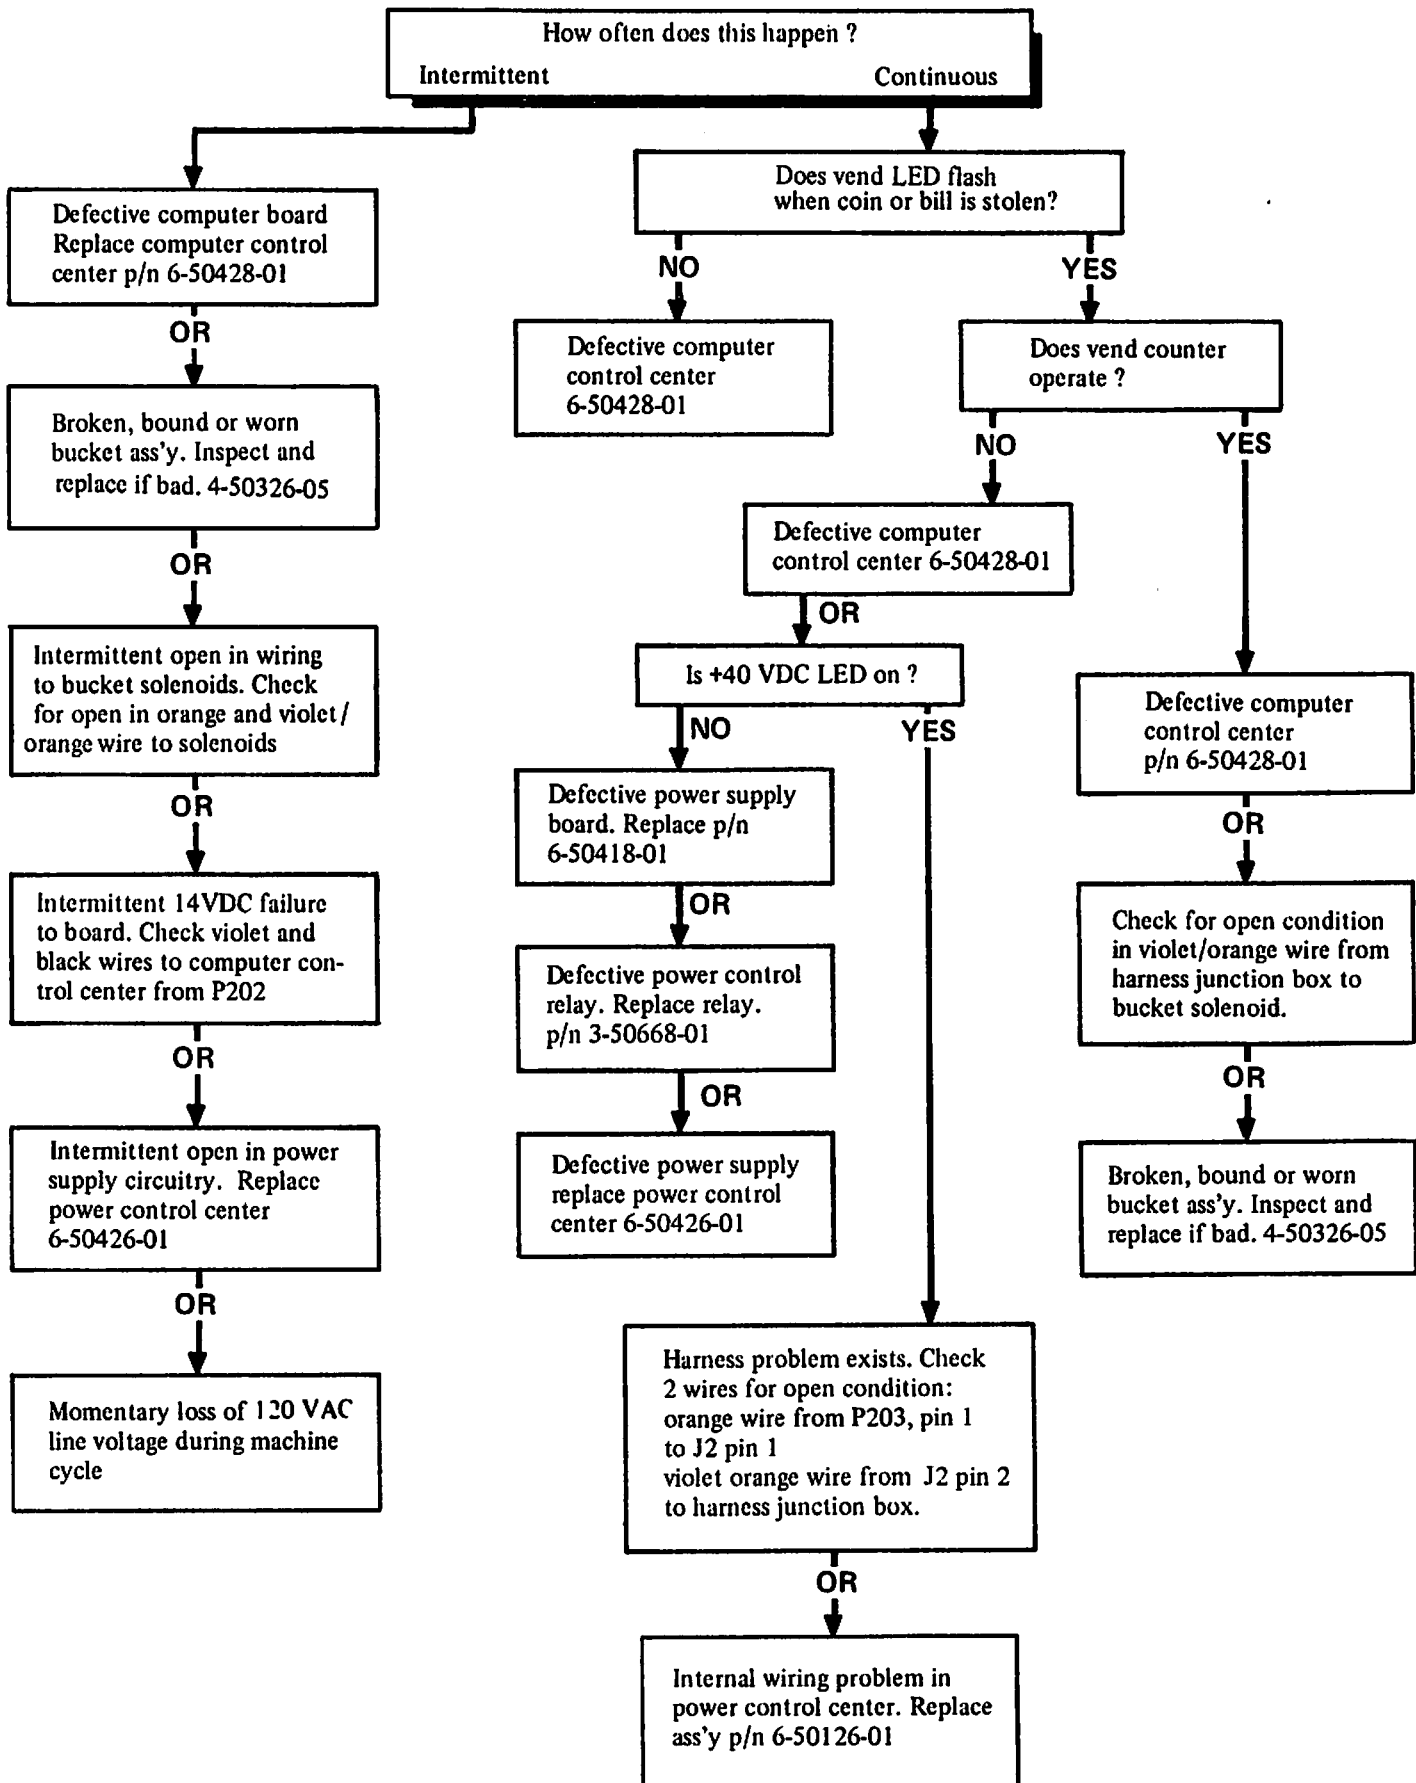 How often does this happen ?
Intermittent
Continuous
Defective computer board
Replace computer control
center p/n 6-50428-01
OR
Broken, bound or worn
bucket ass'y. Inspect and
replace if bad. 4-50326-05
OR
Intermittent open in wiring
to bucket solenoids. Check
for open in orange and violet/
orange wire to solenoids
OR
Intermittent 14VDC failure
to board. Check violet and
black wires to computer con-
trol center from P202
OR
Intermittent open in power
supply circuitry. Replace
power control center
6-50426-01
OR
Momentary loss of 120 VAC
line voltage during machine
cycle
Does vend LED flash
when coin or bill is stolen?
NO
YES
Defective computer
control center
6-50428-01
Does vend counter
operate ?
NO
YES
Defective computer
control center 6-50428-01
OR
Is +40 VDC LED on ?
NO
YES
Defective power supply
board. Replace p/n
6-50418-01
OR
Defective power control
relay. Replace relay.
p/n 3-50668-01
OR
Defective power supply
replace power control
center 6-50426-01
Harness problem exists. Check
2 wires for open condition:
orange wire from P203, pin 1
to J2 pin 1
violet orange wire from J2 pin 2
to harness junction box.
OR
Internal wiring problem in
power control center. Replace
ass'y p/n 6-50126-01
Defective computer
control center
p/n 6-50428-01
OR
Check for open condition
in violet/orange wire from
harness junction box to
bucket solenoid.
OR
Broken, bound or worn
bucket ass'y. Inspect and
replace if bad. 4-50326-05